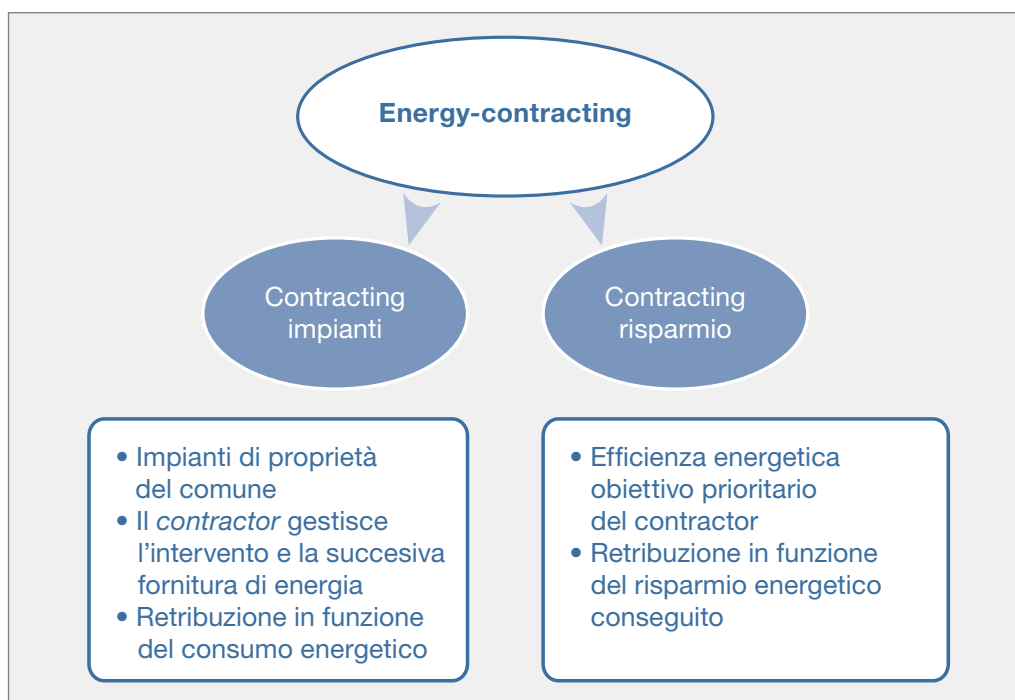 Energy-contracting
Contracting
impianti
Contracting
risparmio
• Impianti di proprietà
del comune
• Il contractor gestisce
l’intervento e la succesiva
fornitura di energia
• Retribuzione in funzione
del consumo energetico
• Efficienza energetica
obiettivo prioritario
del contractor
• Retribuzione in funzione
del risparmio energetico
conseguito